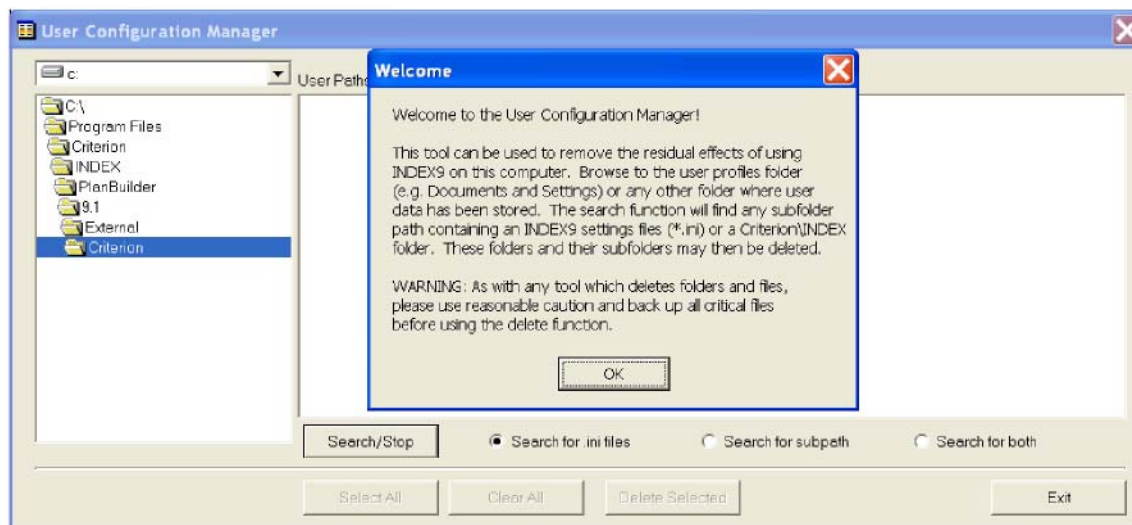 User Configuration Manager
c:
C:\
Program Files
Criterion
INDEX
PlanBuilder
9.1
External
Criterion
User Paths
Welcome
Welcome to the User Configuration Manager!
This tool can be used to remove the residual effects of using
INDEX9 on this computer. Browse to the user profiles folder
(e.g. Documents and Settings) or any other folder where user
data has been stored. The search function will find any subfolder
path containing an INDEX9 settings files (*.ini) or a Criterion\INDEX
folder. These folders and their subfolders may then be deleted.
WARNING: As with any tool which deletes folders and files,
please use reasonable caution and back up all critical files
before using the delete function.
OK
Search/Stop
Search for .ini files
Search for subpath
Search for both
Select All
Clear All
Delete Selected
Exit